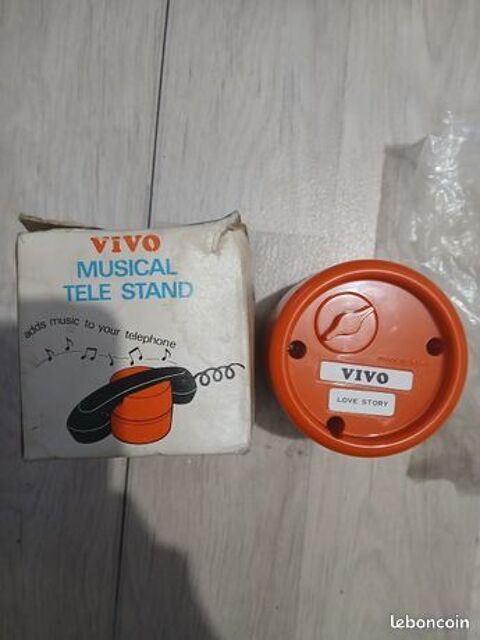 VIVO
MUSICAL
TELE STAND
adds music to your telephone
VIVO
LOVE STORY
leboncoin